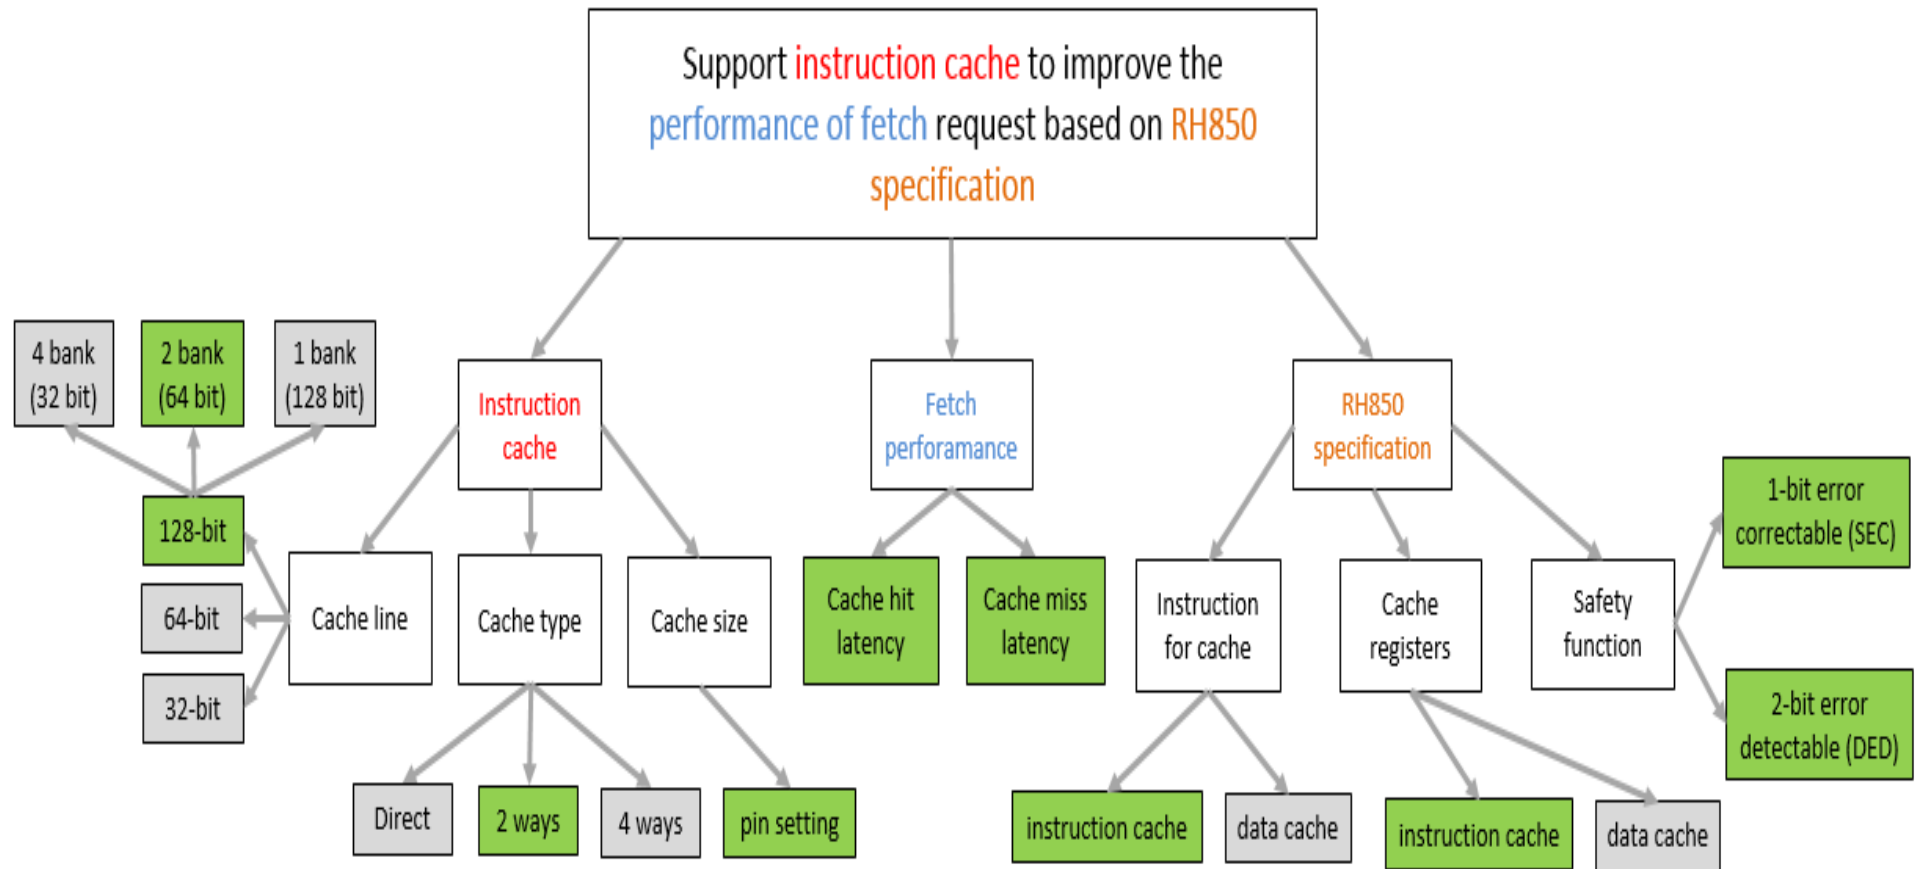 Support instruction cache to improve the
performance of fetch request based on RH850
specification
4 bank
(32 bit)
2 bank
(64 bit)
1 bank
(128 bit)
Instruction
cache
Fetch
perforamance
RH850
specification
128-bit
64-bit
32-bit
Cache line
Cache type
Cache size
Cache hit
latency
Cache miss
latency
Instruction
for cache
Cache
registers
Safety
function
1-bit error
correctable (SEC)
2-bit error
detectable (DED)
Direct
2 ways
4 ways
pin setting
instruction cache
data cache
instruction cache
data cache